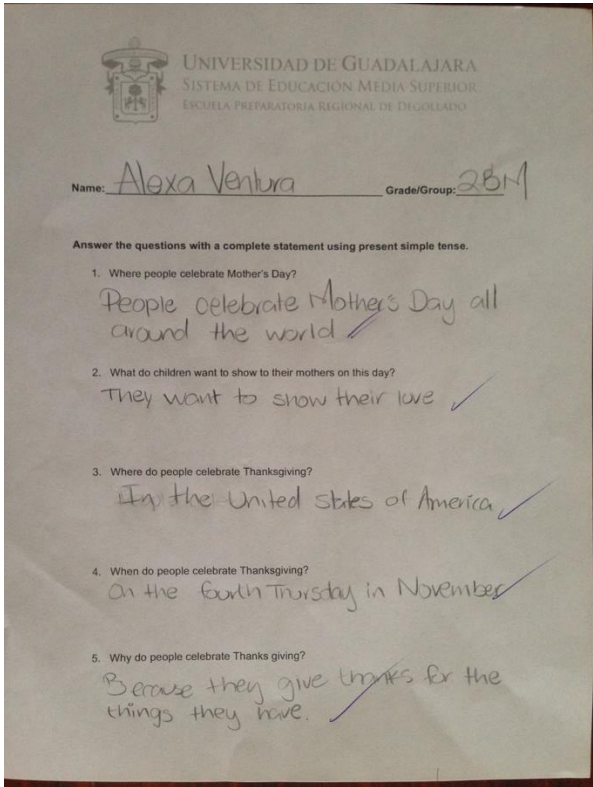 UNIVERSIDAD DE GUADALAJARA
SISTEMA DE EDUCACIÓN MEDIA SUPERIOR
ESCUELA PREPARATORIA REGIONAL DE DEGOLLADO
Name: Alexa Ventura Grade/Group: 2BM
Answer the questions with a complete statement using present simple tense.
1. Where people celebrate Mother's Day?
People celebrate Mother's Day all
around the world
2. What do children want to show to their mothers on this day?
They want to show their love
3. Where do people celebrate Thanksgiving?
In the United States of America
4. When do people celebrate Thanksgiving?
On the fourth Thursday in November
5. Why do people celebrate Thanks giving?
Because they give thanks for the
things they have.